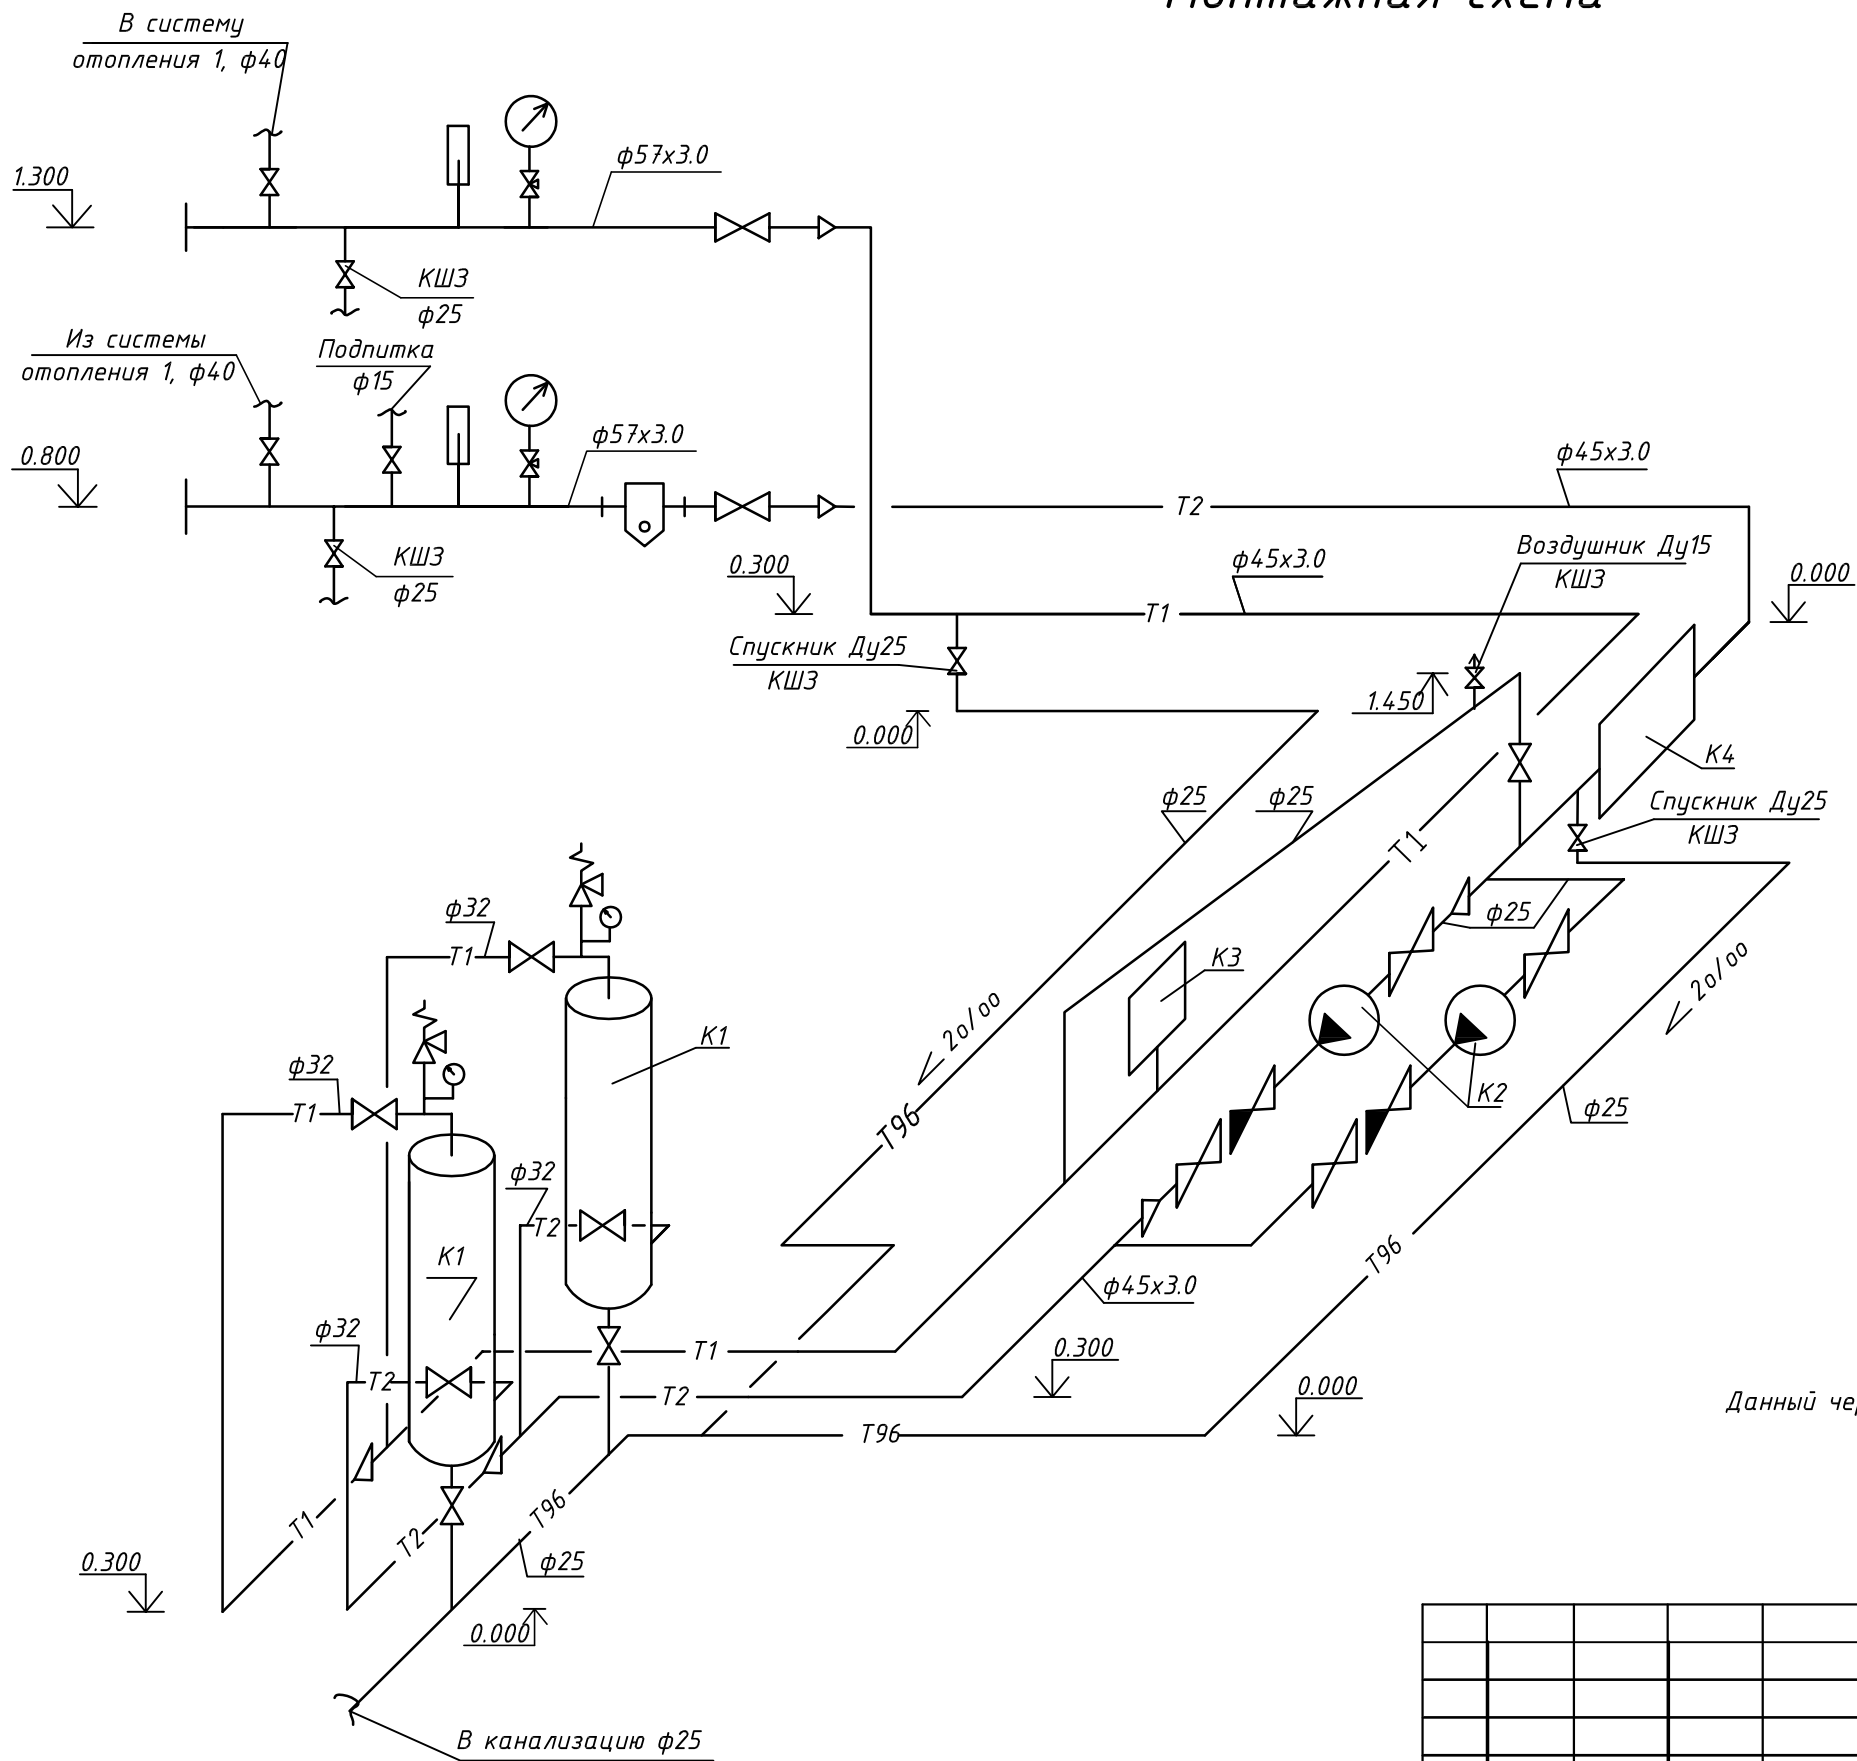 Монтажная схема
В систему
отопления 1, ф40
1.300
ф57х3.0
КШЗ
ф25
Из системы
отопления 1, ф40
Подпитка
ф15
0.800
ф57х3.0
КШЗ
ф25
Т2
ф45х3.0
0.300
ф45х3.0
Т1
Воздушник Ду15
КШЗ
0.000
Спускник Ду25
КШЗ
0.000
1.450
К4
Спускник Ду25
КШЗ
ф25
ф25
Т1
ф25
ф32
Т1
К3
2о/оо
2о/оо
К1
ф32
Т1
К2
ф25
Т96
ф32
Т2
К1
Т96
ф45х3.0
ф32
Т2
Т1
0.300
Т2
0.000
Т96
Данный чер
Т1
Т2
Т96
0.300
ф25
0.000
В канализацию ф25